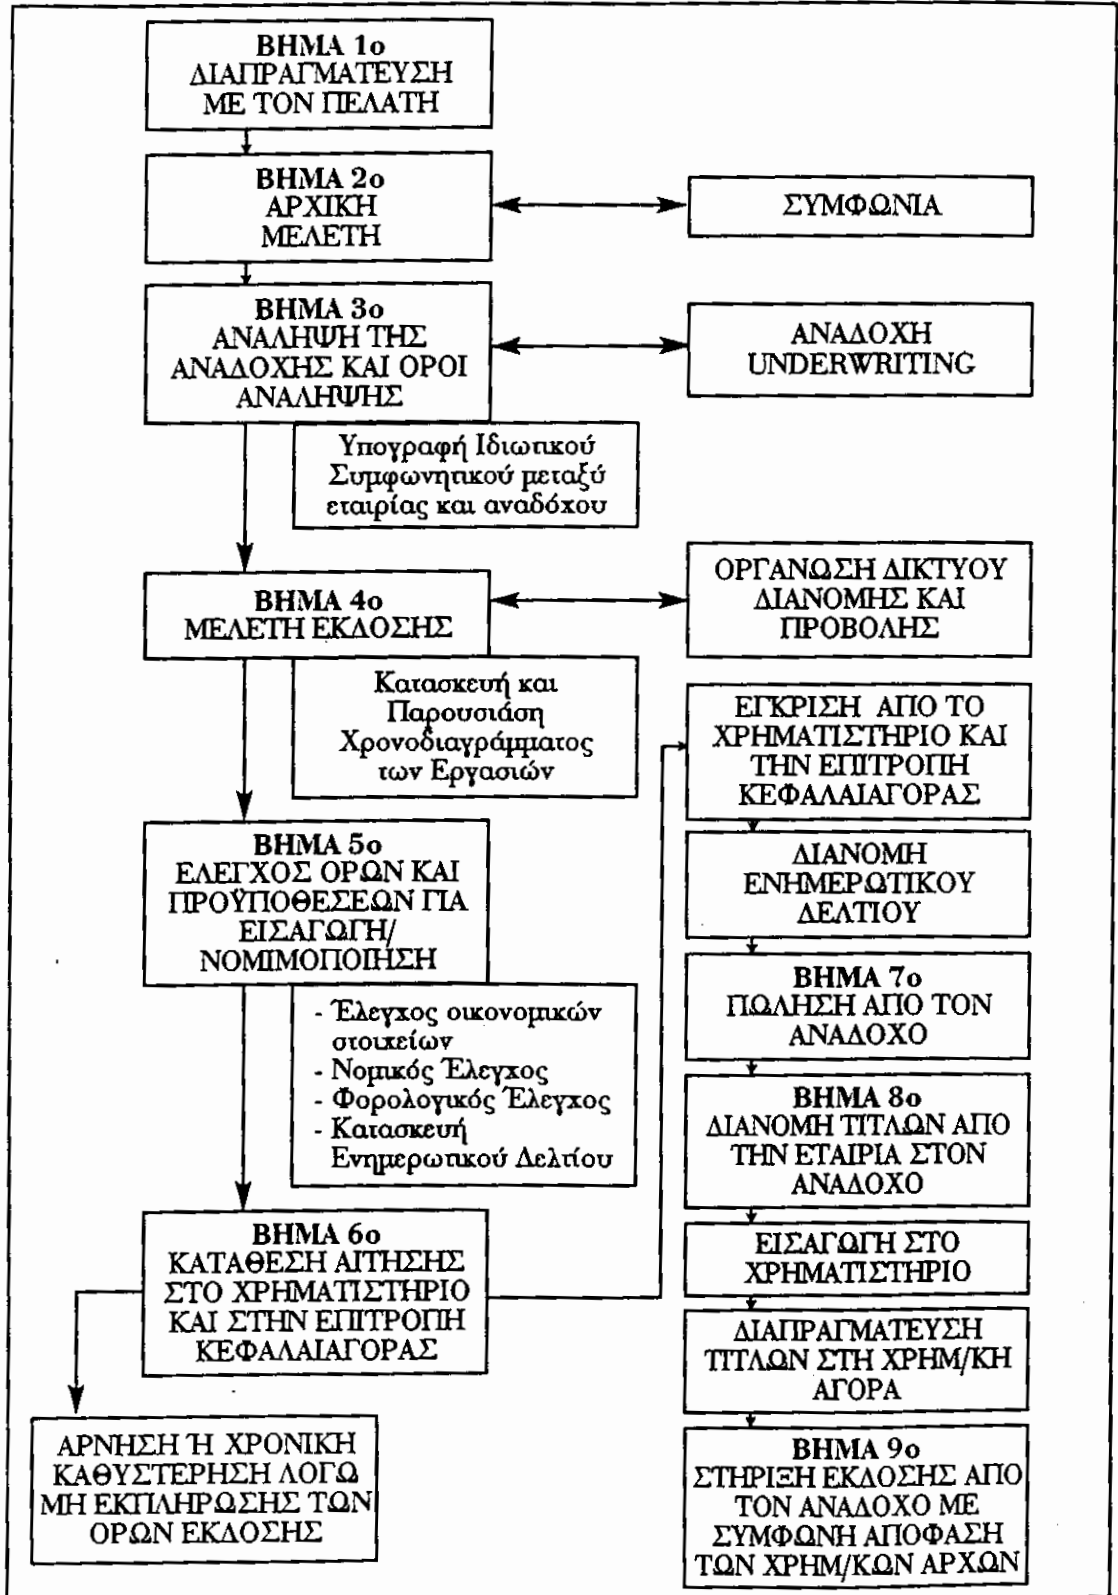 ΒΗΜΑ 1ο
ΔΙΑΠΡΑΓΜΑΤΕΥΣΗ
ΜΕ ΤΟΝ ΠΕΛΑΤΗ
ΒΗΜΑ 2ο
ΑΡΧΙΚΗ
ΜΕΛΕΤΗ
ΣΥΜΦΩΝΙΑ
ΒΗΜΑ 3ο
ΑΝΑΛΗΨΗ ΤΗΣ
ΑΝΑΔΟΧΗΣ ΚΑΙ ΟΡΟΙ
ΑΝΑΛΗΨΗΣ
ΑΝΑΔΟΧΗ
UNDERWRITING
Υπογραφή Ιδιωτικού
Συμφωνητικού μεταξύ
εταιρίας και αναδόχου
ΒΗΜΑ 4ο
ΜΕΛΕΤΗ ΕΚΔΟΣΗΣ
ΟΡΓΑΝΩΣΗ ΔΙΚΤΥΟΥ
ΔΙΑΝΟΜΗΣ ΚΑΙ
ΠΡΟΒΟΛΗΣ
Κατασκευή και
Παρουσιάση
Χρονοδιαγράμματος
των Εργασιών
ΒΗΜΑ 5ο
ΕΛΕΓΧΟΣ ΟΡΩΝ ΚΑΙ
ΠΡΟΫΠΟΘΕΣΕΩΝ ΓΙΑ
ΕΙΣΑΓΩΓΗ/
ΝΟΜΙΜΟΠΟΙΗΣΗ
- Έλεγχος οικονομικών
στοιχείων
- Νομικός Έλεγχος
- Φορολογικός Έλεγχος
- Κατασκευή
Ενημερωτικού Δελτίου
ΒΗΜΑ 6ο
ΚΑΤΑΘΕΣΗ ΑΙΤΗΣΗΣ
ΣΤΟ ΧΡΗΜΑΤΙΣΤΗΡΙΟ
ΚΑΙ ΣΤΗΝ ΕΠΙΤΡΟΠΗ
ΚΕΦΑΛΑΙΑΓΟΡΑΣ
ΑΡΝΗΣΗ Ή ΧΡΟΝΙΚΗ
ΚΑΘΥΣΤΕΡΗΣΗ ΛΟΓΩ
ΜΗ ΕΚΠΛΗΡΩΣΗΣ ΤΩΝ
ΟΡΩΝ ΕΚΔΟΣΗΣ
ΕΓΚΡΙΣΗ ΑΠΟ ΤΟ
ΧΡΗΜΑΤΙΣΤΗΡΙΟ ΚΑΙ
ΤΗΝ ΕΠΙΤΡΟΠΗ
ΚΕΦΑΛΑΙΑΓΟΡΑΣ
ΔΙΑΝΟΜΗ
ΕΝΗΜΕΡΩΤΙΚΟΥ
ΔΕΛΤΙΟΥ
ΒΗΜΑ 7ο
ΠΩΛΗΣΗ ΑΠΟ ΤΟΝ
ΑΝΑΔΟΧΟ
ΒΗΜΑ 8ο
ΔΙΑΝΟΜΗ ΤΙΤΛΩΝ ΑΠΟ
ΤΗΝ ΕΤΑΙΡΙΑ ΣΤΟΝ
ΑΝΑΔΟΧΟ
ΕΙΣΑΓΩΓΗ ΣΤΟ
ΧΡΗΜΑΤΙΣΤΗΡΙΟ
ΔΙΑΠΡΑΓΜΑΤΕΥΣΗ
ΤΙΤΛΩΝ ΣΤΗ ΧΡΗΜ/ΚΗ
ΑΓΟΡΑ
ΒΗΜΑ 9ο
ΣΤΗΡΙΞΗ ΕΚΔΟΣΗΣ ΑΠΟ
ΤΟΝ ΑΝΑΔΟΧΟ ΜΕ
ΣΥΜΦΩΝΗ ΑΠΟΦΑΣΗ
ΤΩΝ ΧΡΗΜ/ΚΩΝ ΑΡΧΩΝ